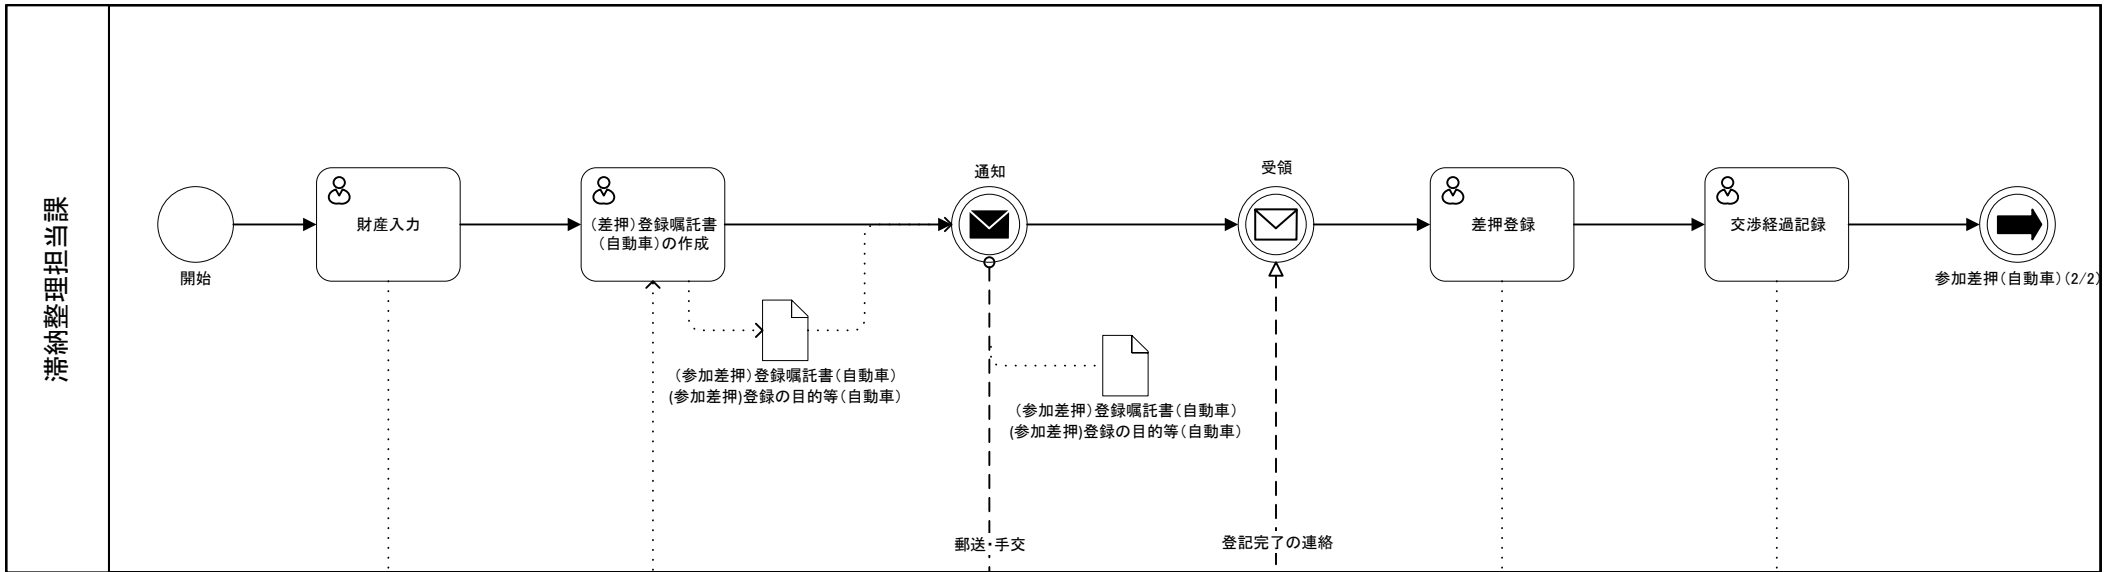 滞納整理担当課
開始
財産入力
（差押）登録嘱託書
（自動車）の作成
（参加差押）登録嘱託書（自動車）
(参加差押)登録の目的等（自動車）
通知
（参加差押）登録嘱託書（自動車）
(参加差押)登録の目的等（自動車）
郵送・手交
受領
登記完了の連絡
差押登録
交渉経過記録
参加差押（自動車）（2/2）